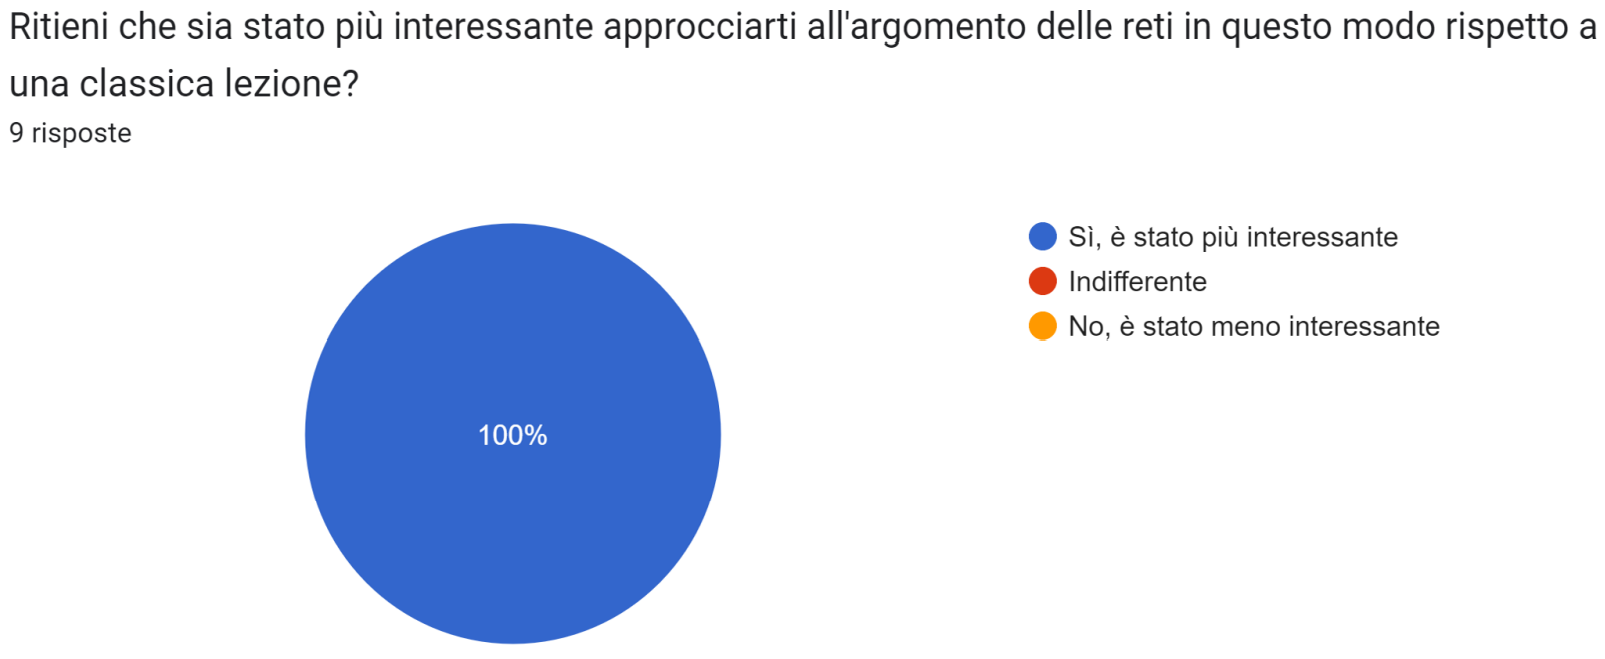 Ritieni che sia stato più interessante approcciarti all'argomento delle reti in questo modo rispetto a
una classica lezione?
9 risposte
Sì, è stato più interessante
Indifferente
No, è stato meno interessante
100%